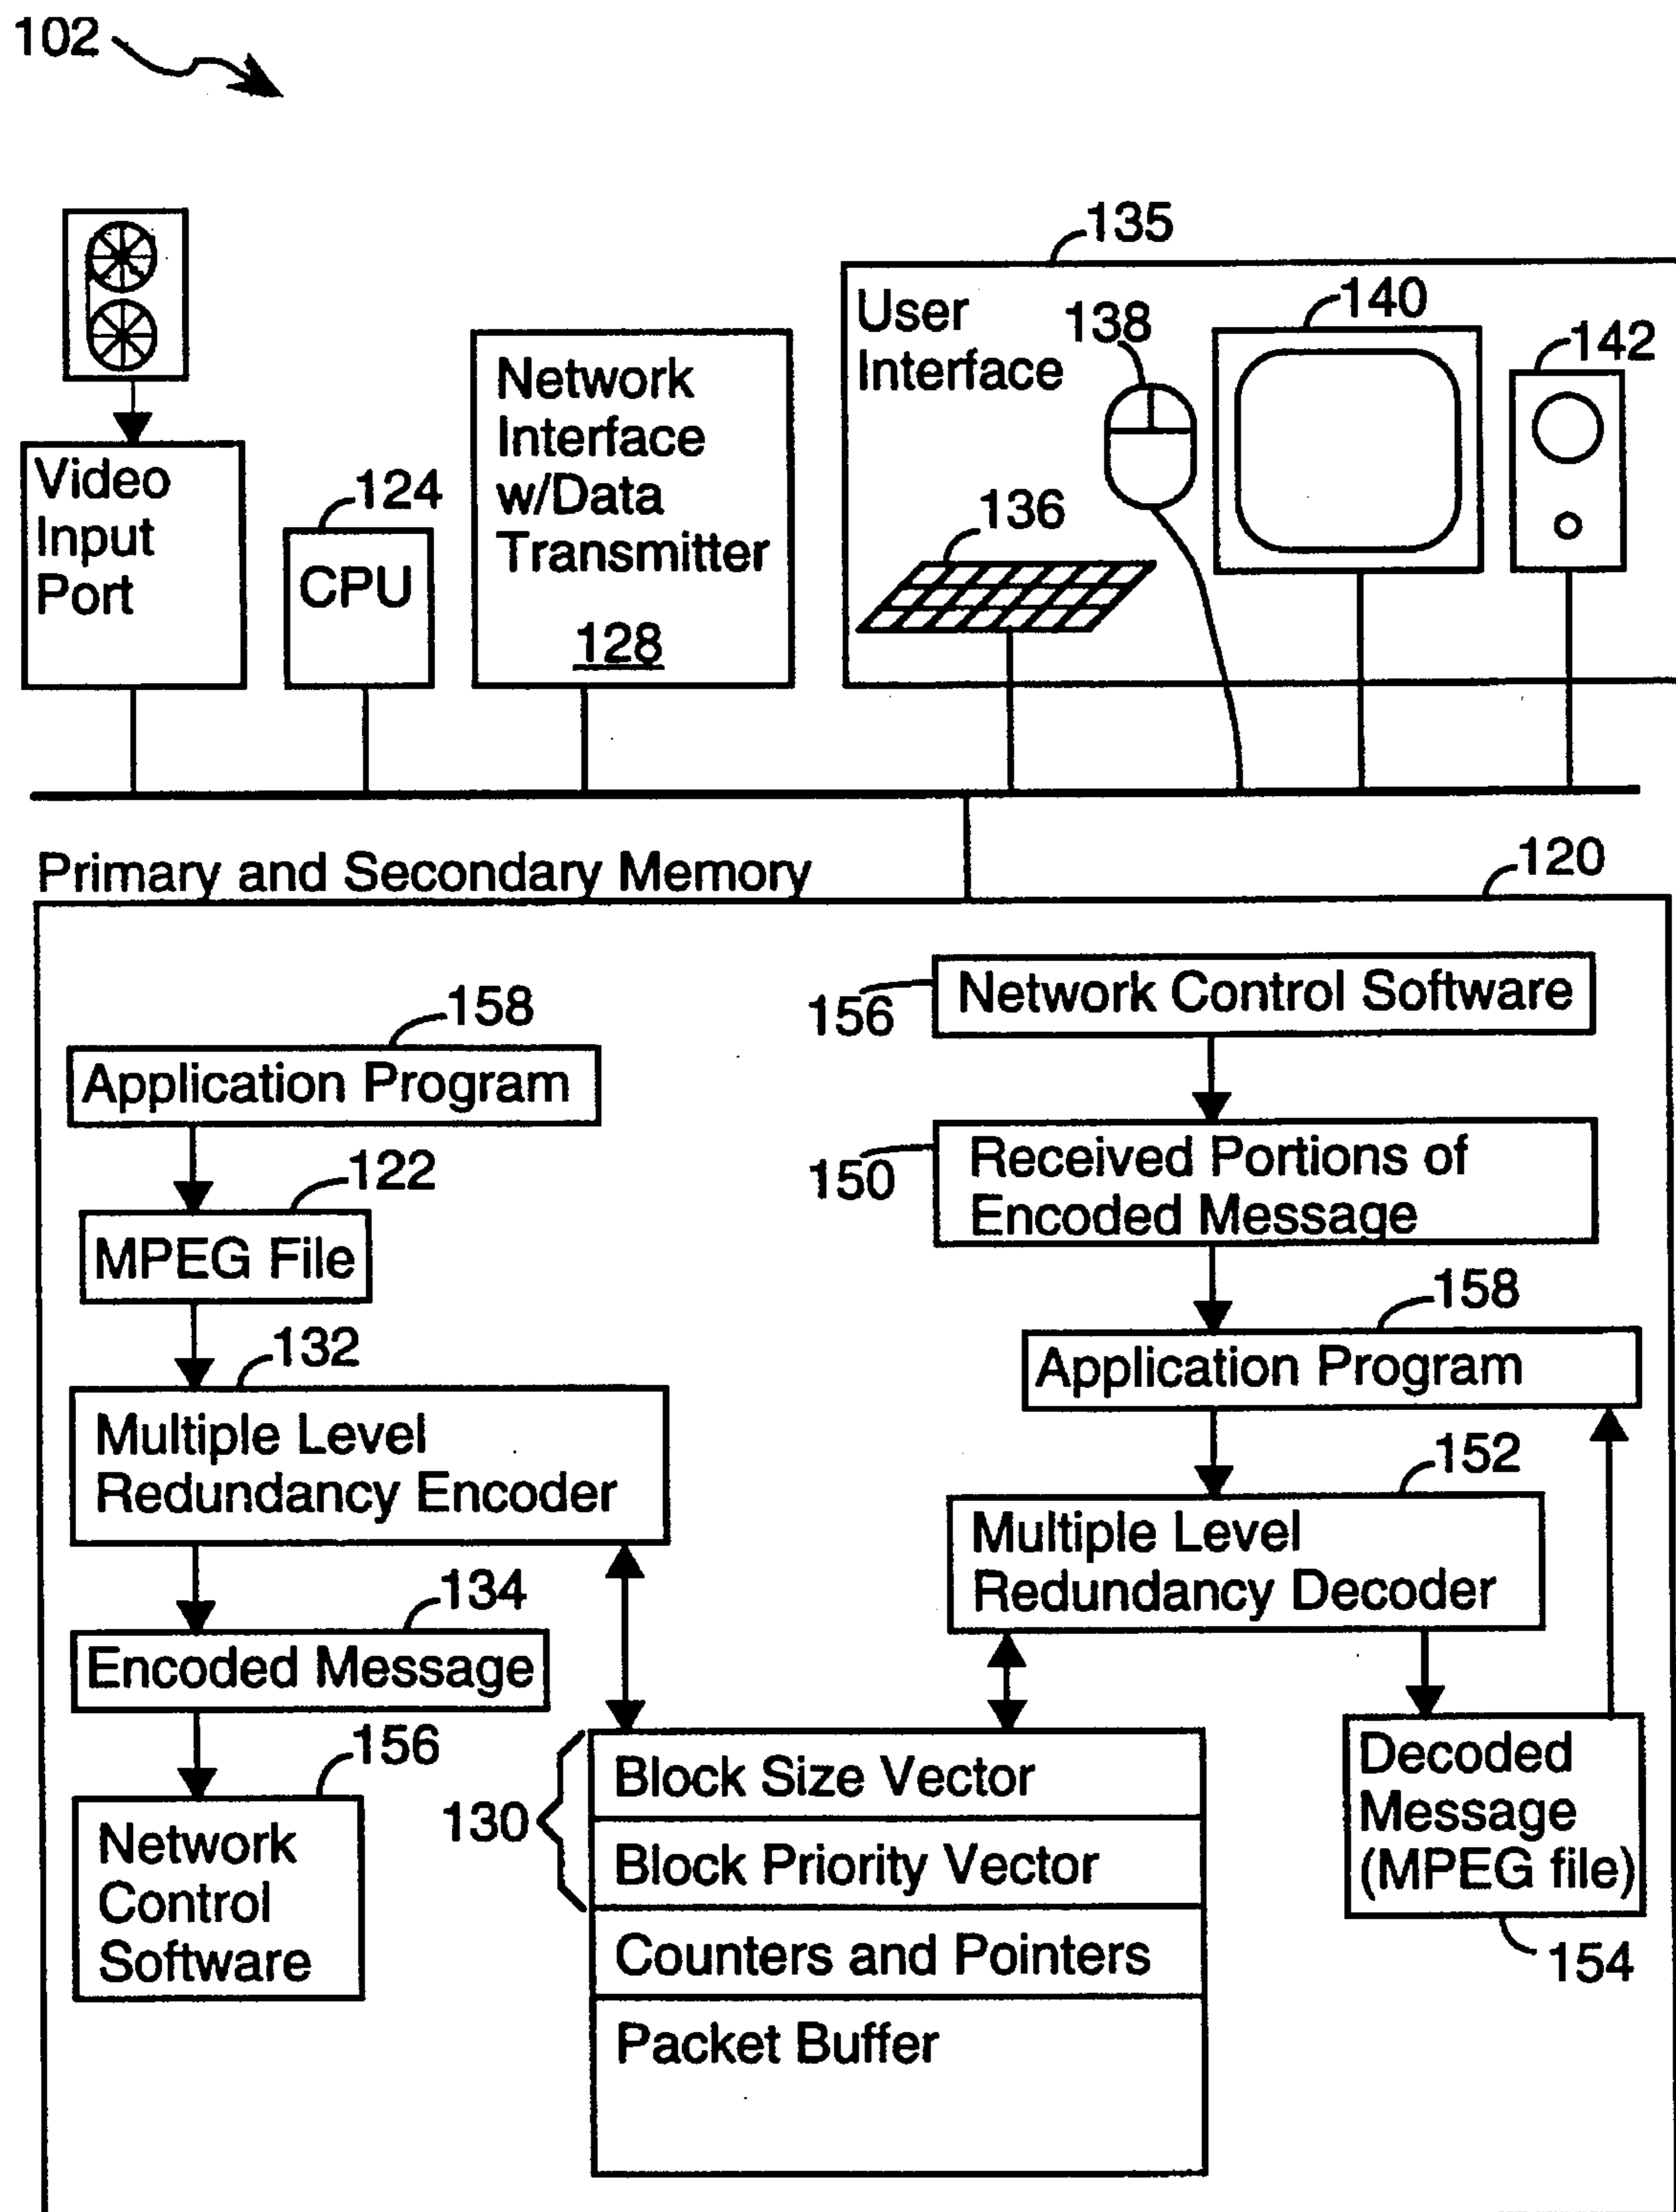 102
135
User
Interface
138
140
142
136
Video
Input
Port
124
CPU
Network
Interface
w/Data
Transmitter
128
Primary and Secondary Memory
120
158
Application Program
122
MPEG File
132
Multiple Level
Redundancy Encoder
134
Encoded Message
156
Network
Control
Software
130
Block Size Vector
Block Priority Vector
Counters and Pointers
Packet Buffer
156
Network Control Software
150
Received Portions of
Encoded Message
158
Application Program
152
Multiple Level
Redundancy Decoder
Decoded
Message
(MPEG file)
154